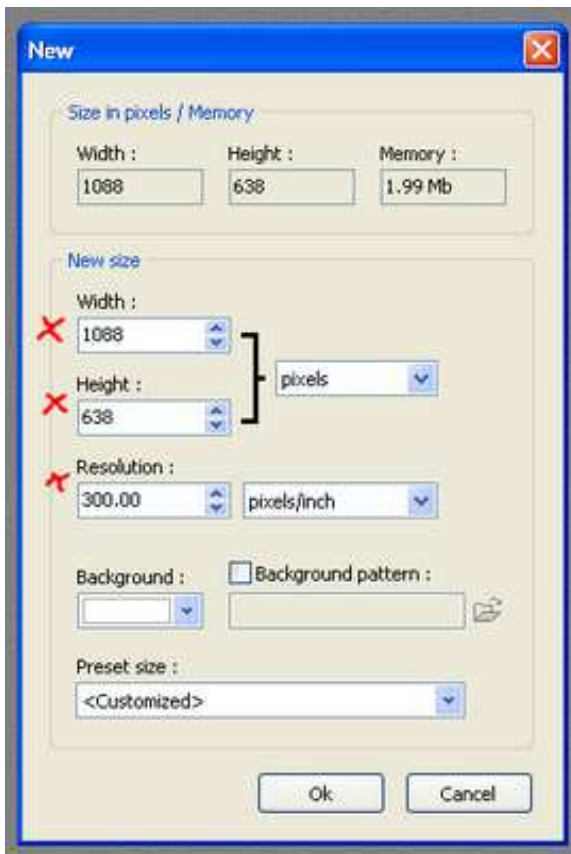 New
Size in pixels / Memory
Width : Height : Memory :
1088 638 1.99 Mb
New size
Width :
1088
pixels
Height :
638
Resolution :
300.00 pixels/inch
Background : Background pattern :
Preset size :
<Customized>
Ok Cancel